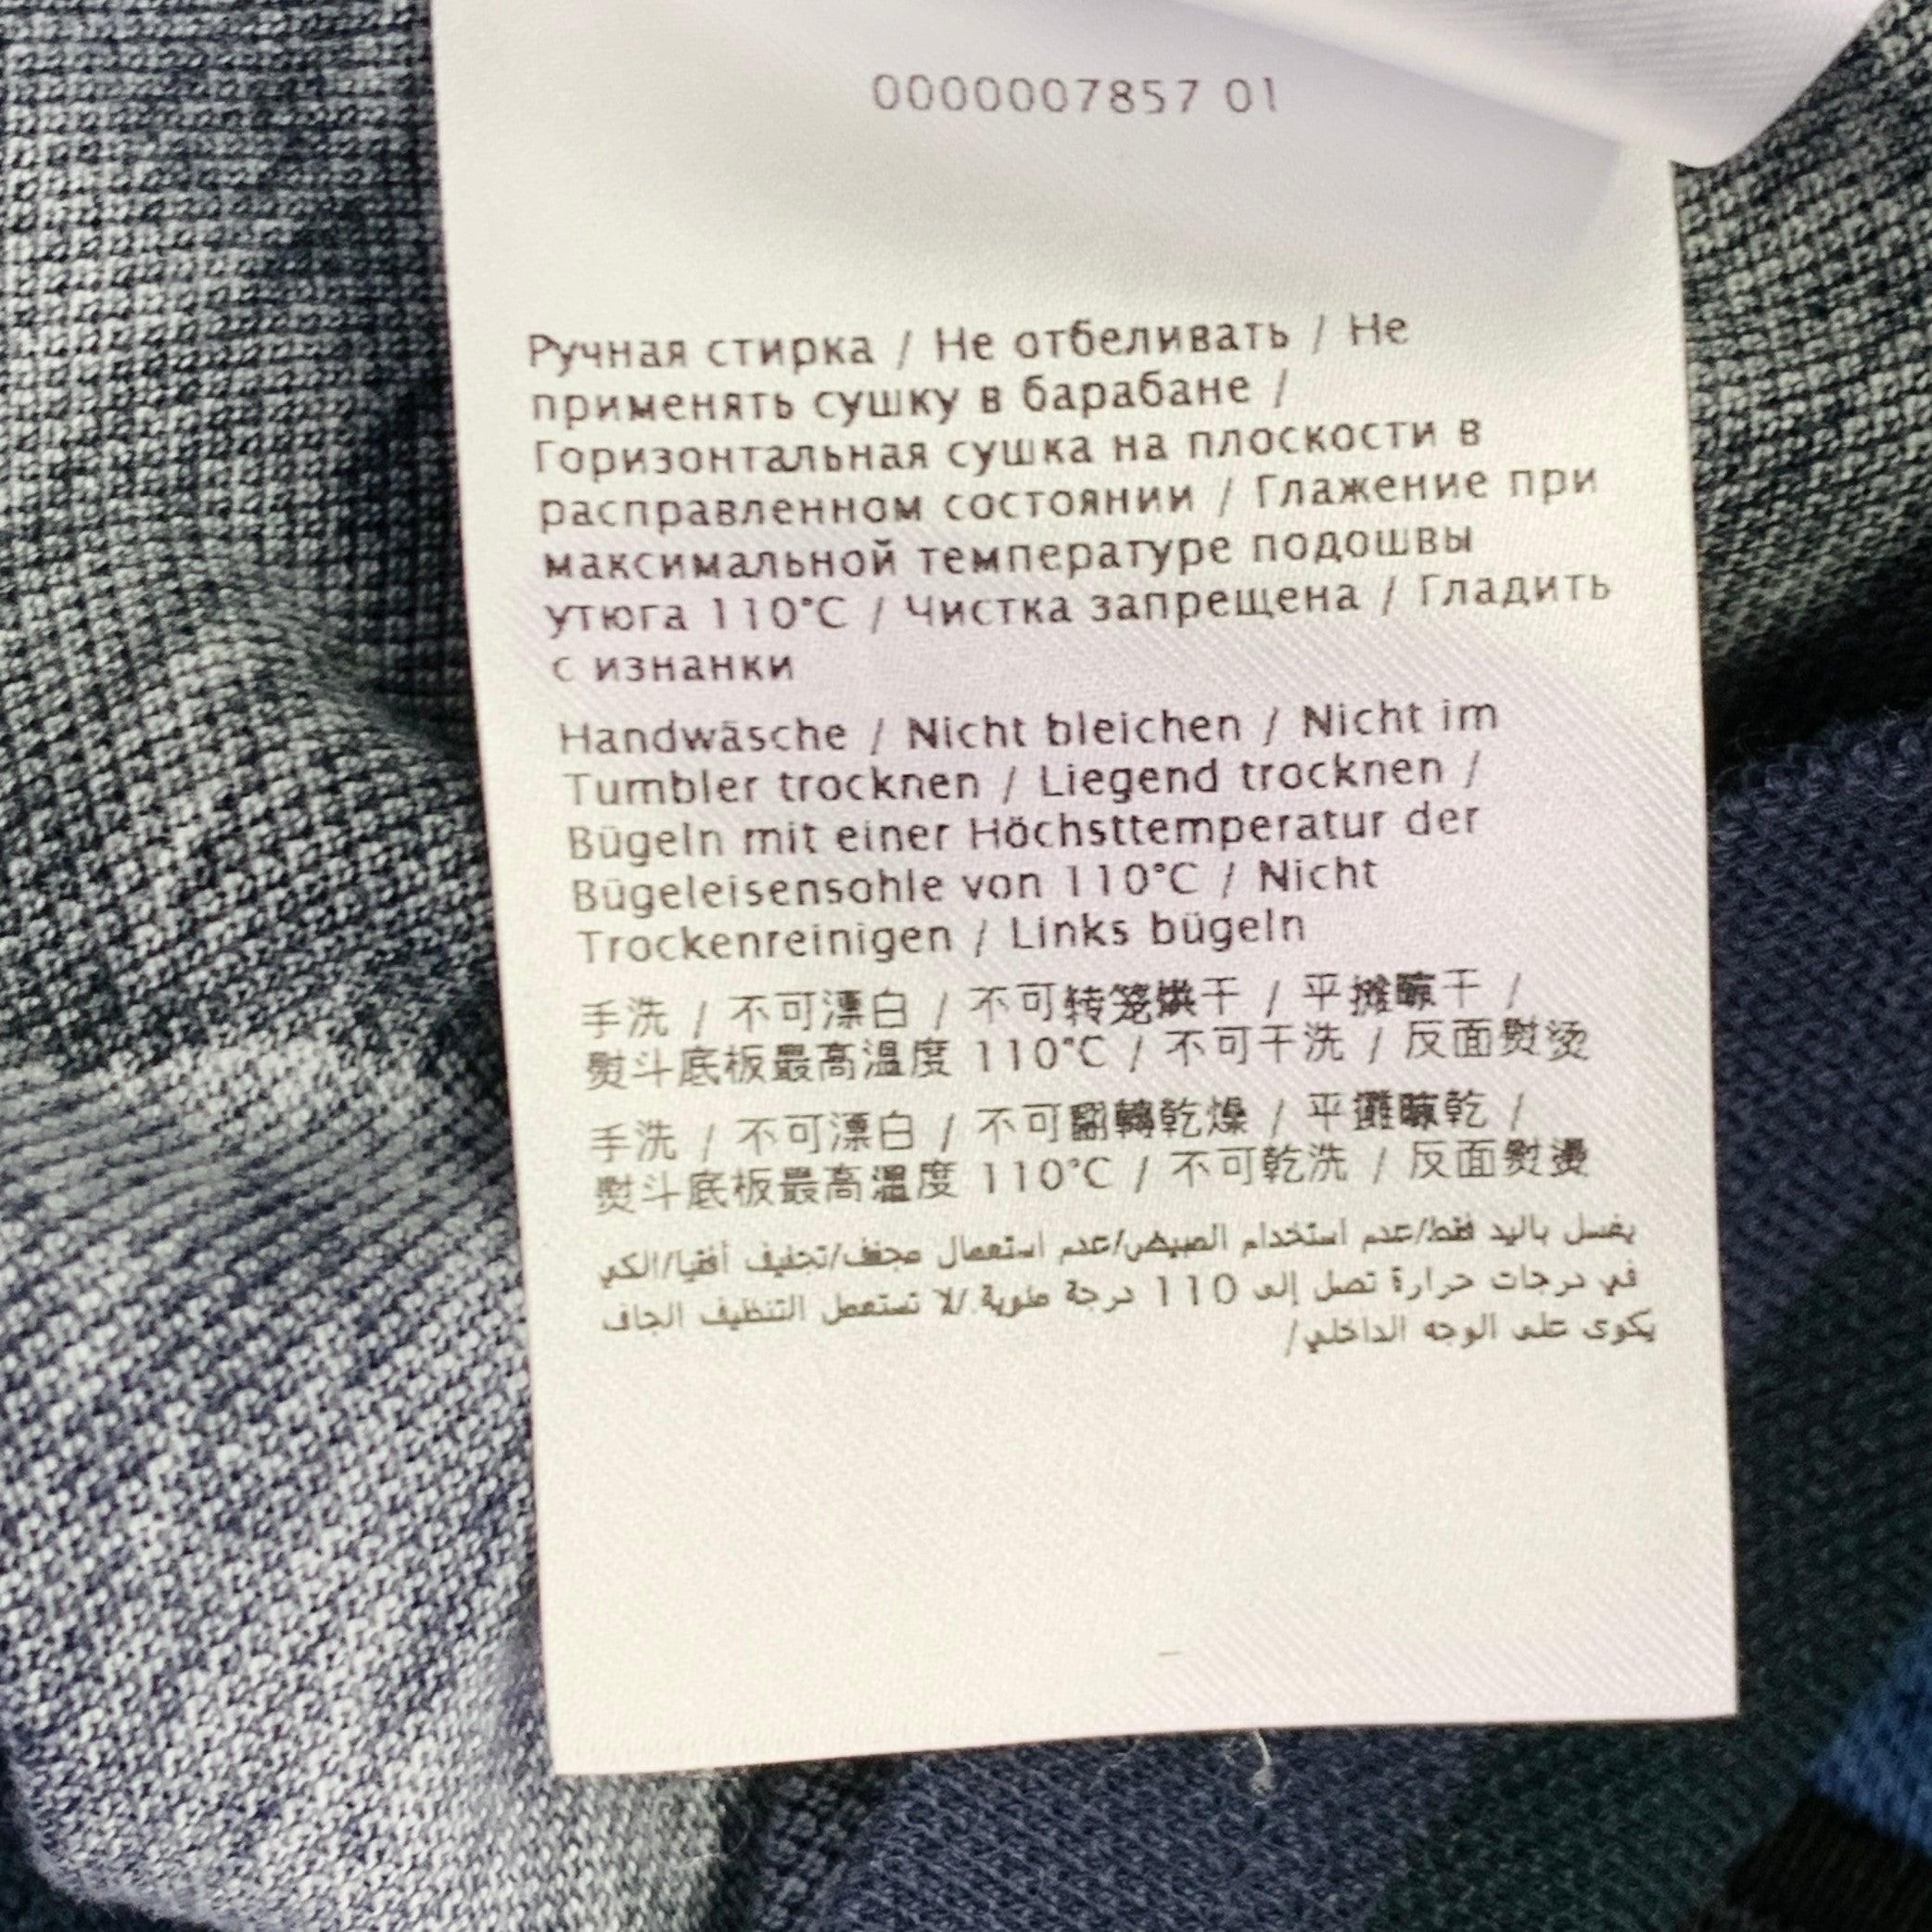 0000007857 01
Ручная стирка / Не отбеливать / Не
применять сушку в барабане /
Горизонтальная сушка на плоскости в
расправленном состоянии / Глажение при
максимальной температуре подошвы
утюга 110°C / Чистка запрещена / Гладить
с изнанки
Handwäsche / Nicht bleichen / Nicht im
Tumbler trocknen / Liegend trocknen /
Bügeln mit einer Höchsttemperatur der
Bügeleisensohle von 110°C / Nicht
Trockenreinigen / Links bügeln
手洗 / 不可漂白 / 不可转笼烘干 / 平摊晾干 /
熨斗底板最高温度 110°C / 不可干洗 / 反面熨烫
手洗 / 不可漂白 / 不可翻轉乾燥 / 平攤晾乾 /
熨斗底板最高溫度 110°C / 不可乾洗 / 反面熨燙
يغسل باليد فقط/عدم استخدام المبيض/عدم استعمال مجفف/تجفيف أفقيا/الكي
في درجات حرارة تصل إلى 110 درجة مئوية /لا تستعمل التنظيف الجاف
يكوى على الوجه الداخلي/